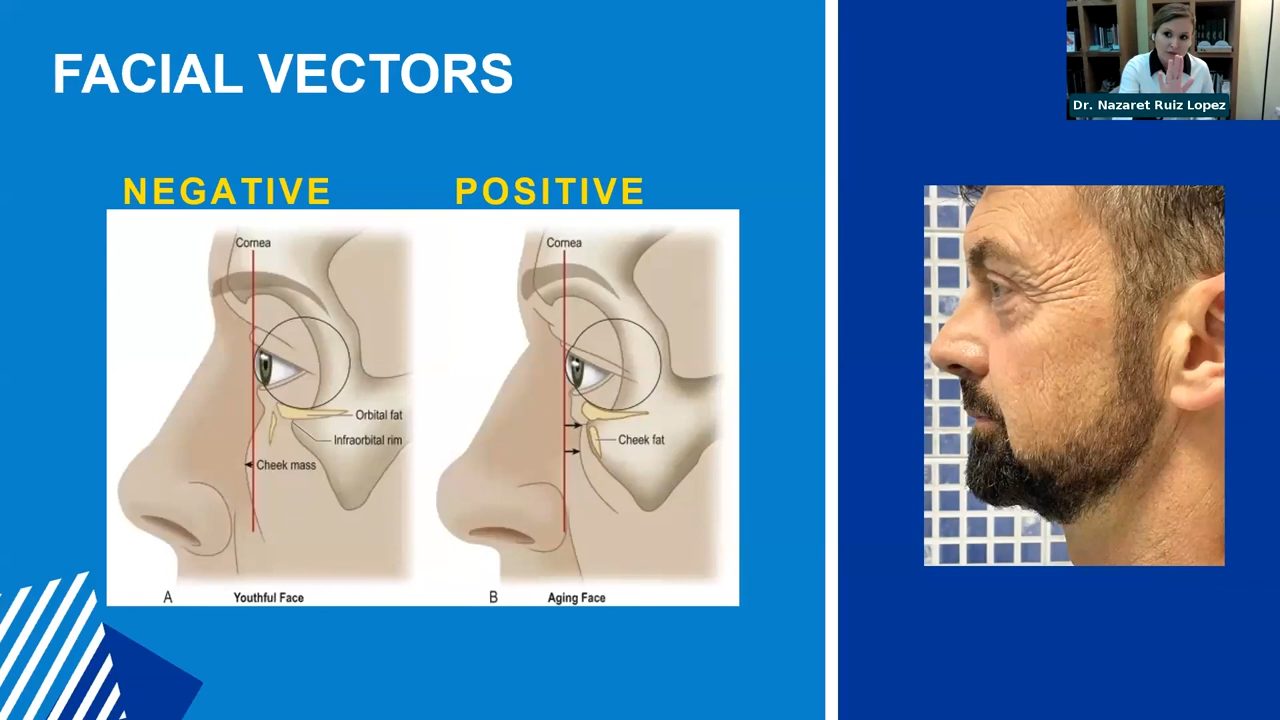 FACIAL VECTORS
Dr. Nazaret Ruiz Lopez
NEGATIVE
POSITIVE
Cornea
Orbital fat
Infraorbital rim
Cheek mass
A
Youthful Face
Cornea
Cheek fat
B
Aging Face